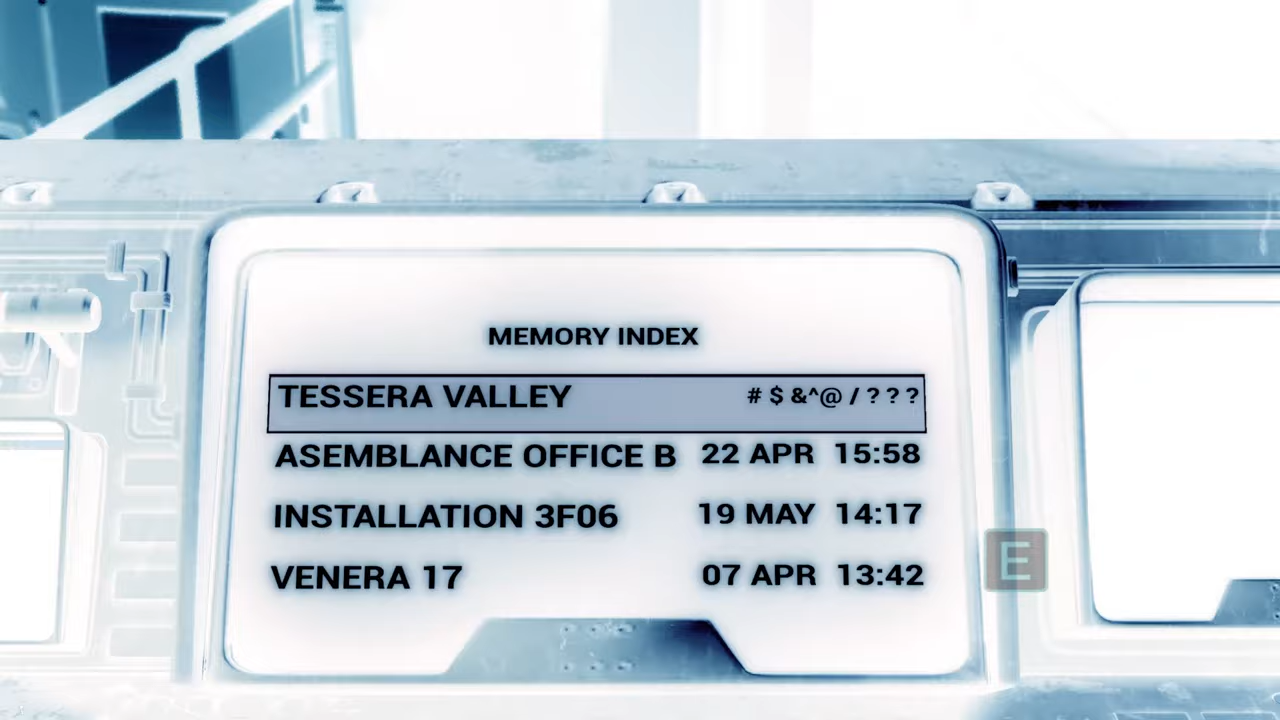 MEMORY INDEX
TESSERA VALLEY # $ &^@ / ? ? ?
ASEMBLANCE OFFICE B 22 APR 15:58
INSTALLATION 3F06 19 MAY 14:17
E
VENERA 17 07 APR 13:42